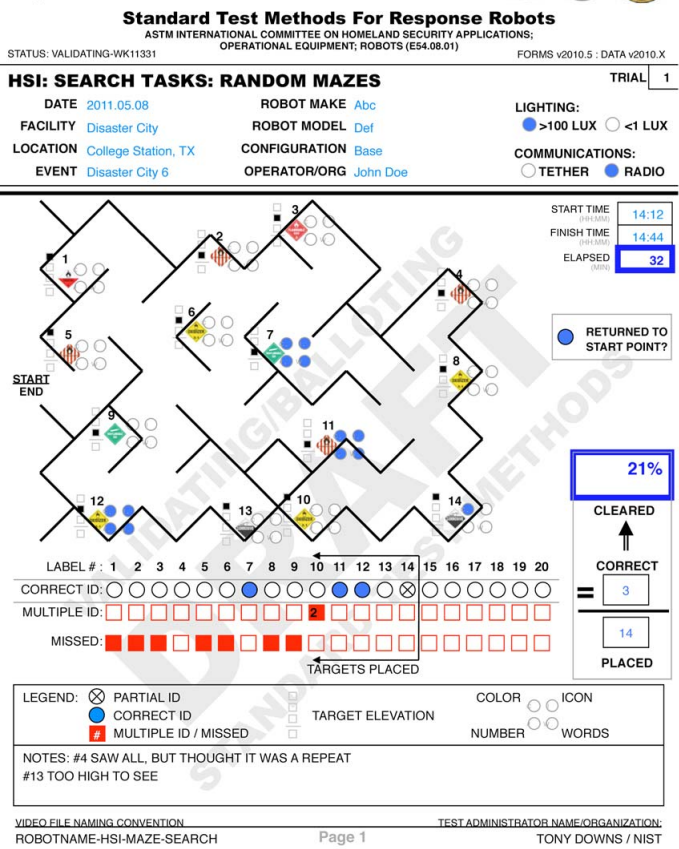 Standard Test Methods For Response Robots
ASTM INTERNATIONAL COMMITTEE ON HOMELAND SECURITY APPLICATIONS;
OPERATIONAL EQUIPMENT; ROBOTS (E54.08.01)
STATUS: VALIDATING-WK11331 FORMS v2010.5 : DATA v2010.X
HSI: SEARCH TASKS: RANDOM MAZES TRIAL 1
DATE 2011.05.08 ROBOT MAKE Abc LIGHTING:
FACILITY Disaster City ROBOT MODEL Def >100 LUX <1 LUX
LOCATION College Station, TX CONFIGURATION Base COMMUNICATIONS:
EVENT Disaster City 6 OPERATOR/ORG John Doe TETHER RADIO
START TIME (HH:MM) 14:12
FINISH TIME (HH:MM) 14:44
ELAPSED (MIN) 32
RETURNED TO
START POINT?
1
2
3
4
5
6
7
8
START
END
9
11
12
13
10
14
VALIDATING/BALLOTING
DRAFT
STANDARD TEST METHODS
21%
CLEARED
CORRECT
=
3
14
PLACED
LABEL # : 1 2 3 4 5 6 7 8 9 10 11 12 13 14 15 16 17 18 19 20
CORRECT ID:
MULTIPLE ID: 2
MISSED:
TARGETS PLACED
LEGEND: PARTIAL ID
CORRECT ID
# MULTIPLE ID / MISSED
TARGET ELEVATION
COLOR ICON
NUMBER WORDS
NOTES: #4 SAW ALL, BUT THOUGHT IT WAS A REPEAT
#13 TOO HIGH TO SEE
VIDEO FILE NAMING CONVENTION TEST ADMINISTRATOR NAME/ORGANIZATION:
ROBOTNAME-HSI-MAZE-SEARCH Page 1 TONY DOWNS / NIST